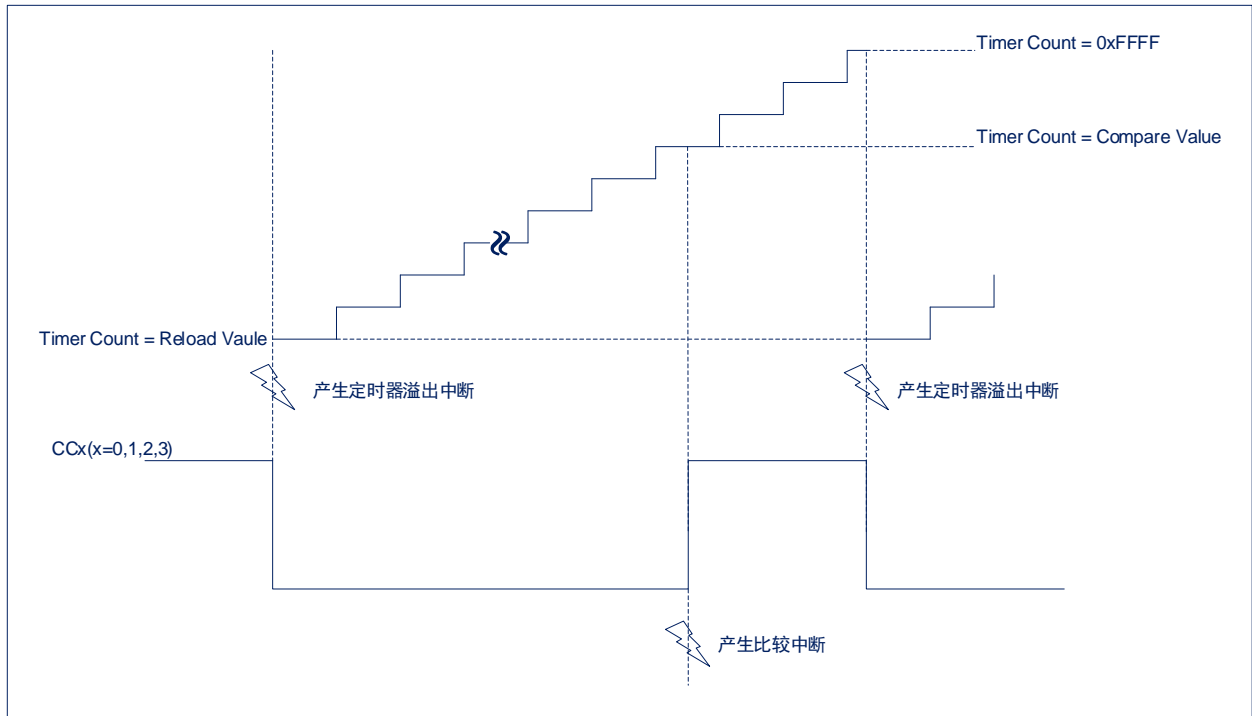 Timer Count = 0xFFFF
Timer Count = Compare Value
Timer Count = Reload Vaule
产生定时器溢出中断
产生定时器溢出中断
CCx(x=0,1,2,3)
产生比较中断